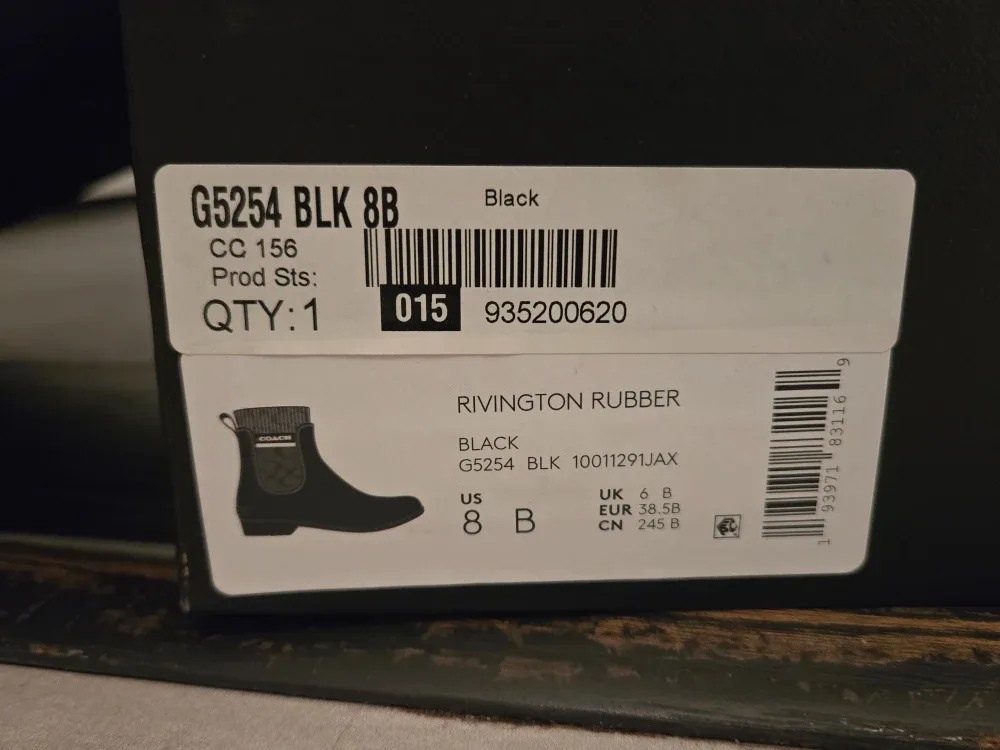 G5254 BLK 8B
Black
CC 156
Prod Sts:
QTY:1
015
935200620
COACH
RIVINGTON RUBBER
BLACK
G5254 BLK 10011291JAX
US
8 B
UK 6 B
EUR 38.5B
CN 245 B
1 93971 83116 9